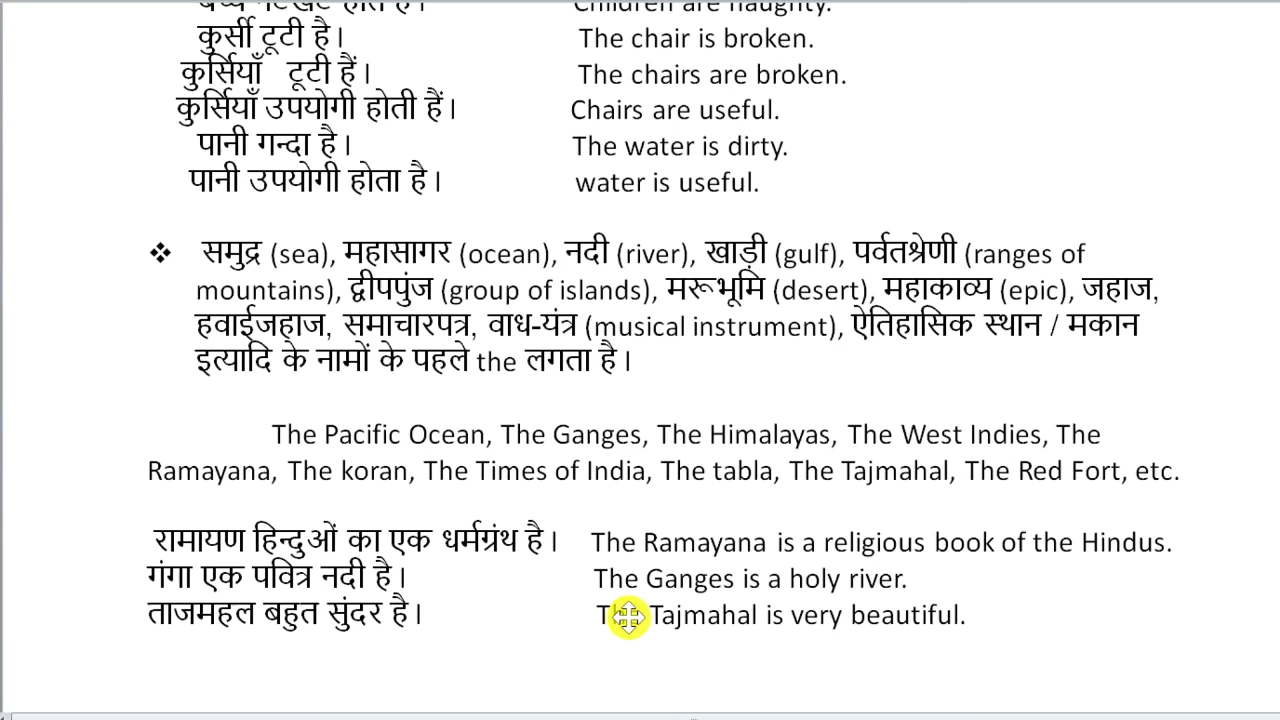 Children are naughty.
कुर्सी टूटी है। The chair is broken.
कुर्सियाँ टूटी हैं। The chairs are broken.
कुर्सियाँ उपयोगी होती हैं। Chairs are useful.
पानी गन्दा है। The water is dirty.
पानी उपयोगी होता है। water is useful.
❖ समुद्र (sea), महासागर (ocean), नदी (river), खाड़ी (gulf), पर्वतश्रेणी (ranges of
mountains), द्वीपपुंज (group of islands), मरूभूमि (desert), महाकाव्य (epic), जहाज,
हवाईजहाज, समाचारपत्र, वाध-यंत्र (musical instrument), ऐतिहासिक स्थान / मकान
इत्यादि के नामों के पहले the लगता है।
The Pacific Ocean, The Ganges, The Himalayas, The West Indies, The
Ramayana, The koran, The Times of India, The tabla, The Tajmahal, The Red Fort, etc.
रामायण हिन्दुओं का एक धर्मग्रंथ है। The Ramayana is a religious book of the Hindus.
गंगा एक पवित्र नदी है। The Ganges is a holy river.
ताजमहल बहुत सुंदर है। The Tajmahal is very beautiful.